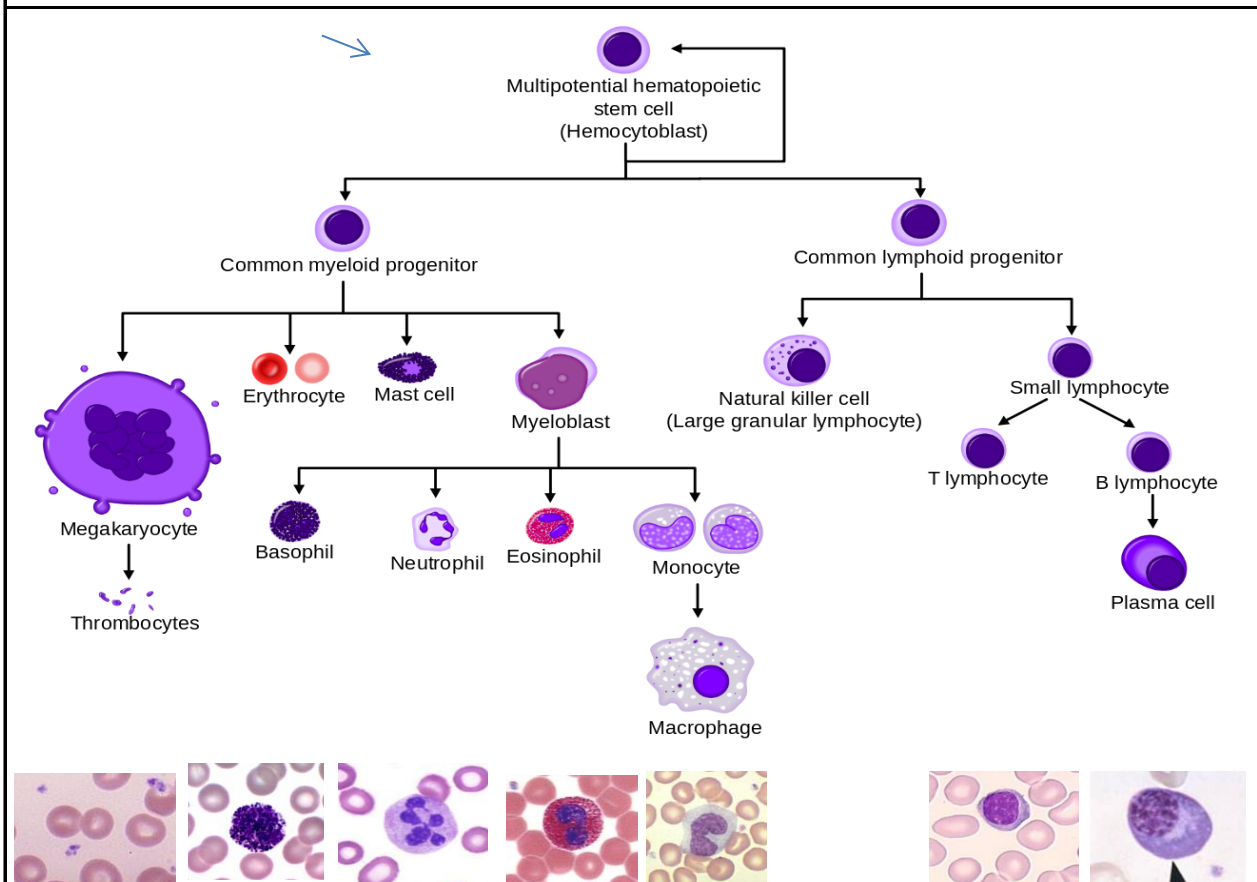 Multipotential hematopoietic
stem cell
(Hemocytoblast)
Common myeloid progenitor
Common lymphoid progenitor
Erythrocyte
Mast cell
Myeloblast
Natural killer cell
(Large granular lymphocyte)
Small lymphocyte
T lymphocyte
B lymphocyte
Megakaryocyte
Basophil
Neutrophil
Eosinophil
Monocyte
Plasma cell
Thrombocytes
Macrophage